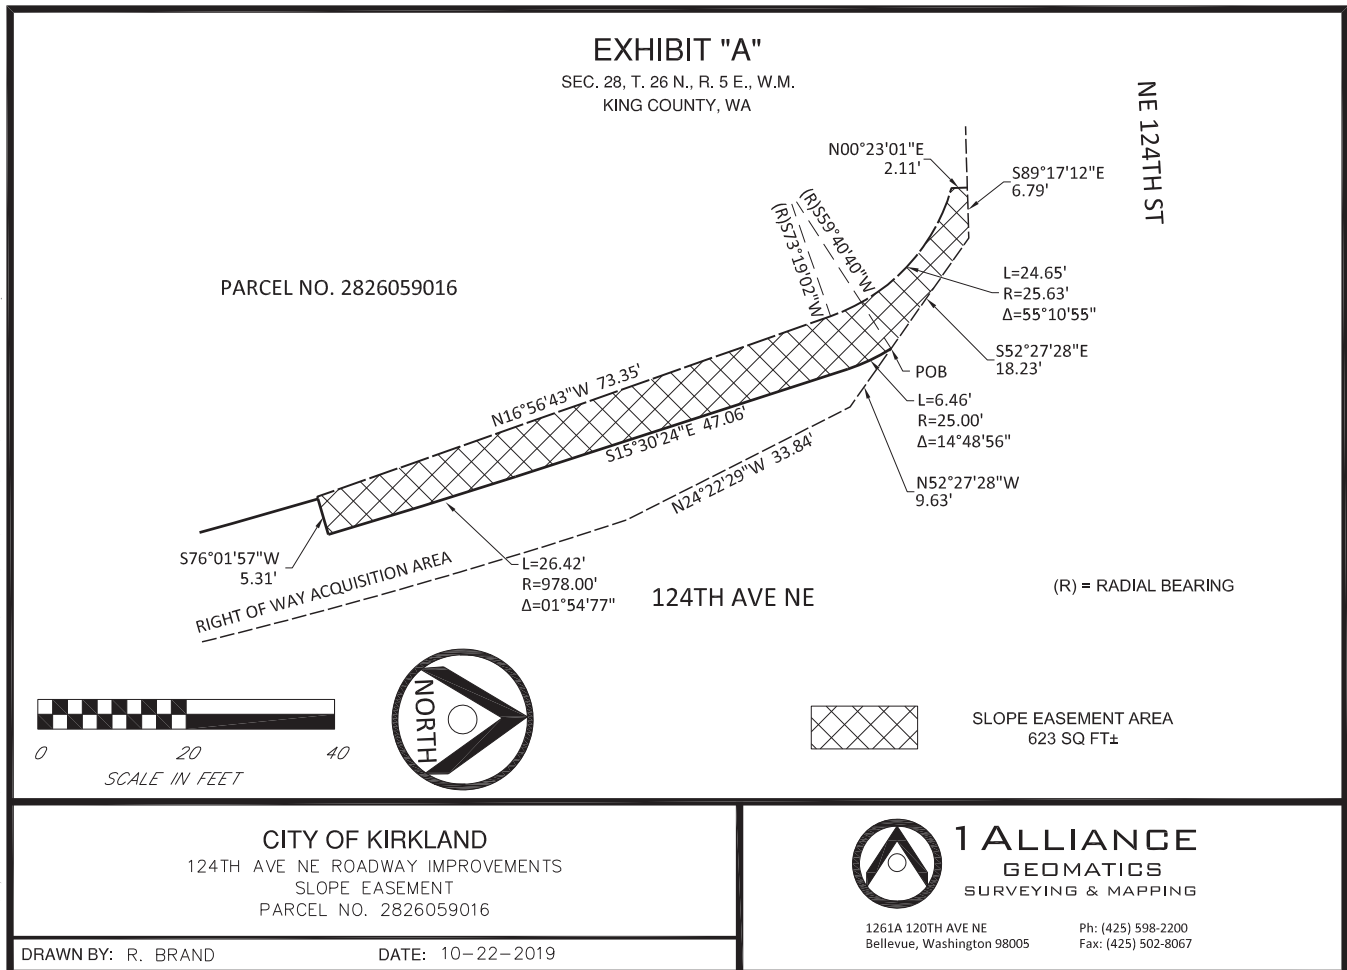 EXHIBIT "A"
SEC. 28, T. 26 N., R. 5 E., W.M.
KING COUNTY, WA
NE 124TH ST
N00°23'01"E
2.11'
S89°17'12"E
6.79'
(R)S59°40'40"W
(R)S73°19'02"W
PARCEL NO. 2826059016
L=24.65'
R=25.63'
Δ=55°10'55"
S52°27'28"E
18.23'
POB
N16°56'43"W 73.35'
L=6.46'
R=25.00'
Δ=14°48'56"
S15°30'24"E 47.06'
N24°22'29"W 33.84'
N52°27'28"W
9.63'
S76°01'57"W
5.31'
L=26.42'
R=978.00'
Δ=01°54'77"
RIGHT OF WAY ACQUISITION AREA
124TH AVE NE
(R) = RADIAL BEARING
NORTH
0 20 40
SCALE IN FEET
SLOPE EASEMENT AREA
623 SQ FT±
CITY OF KIRKLAND
124TH AVE NE ROADWAY IMPROVEMENTS
SLOPE EASEMENT
PARCEL NO. 2826059016
DRAWN BY: R. BRAND DATE: 10-22-2019
1 ALLIANCE
GEOMATICS
SURVEYING & MAPPING
1261A 120TH AVE NE
Bellevue, Washington 98005
Ph: (425) 598-2200
Fax: (425) 502-8067